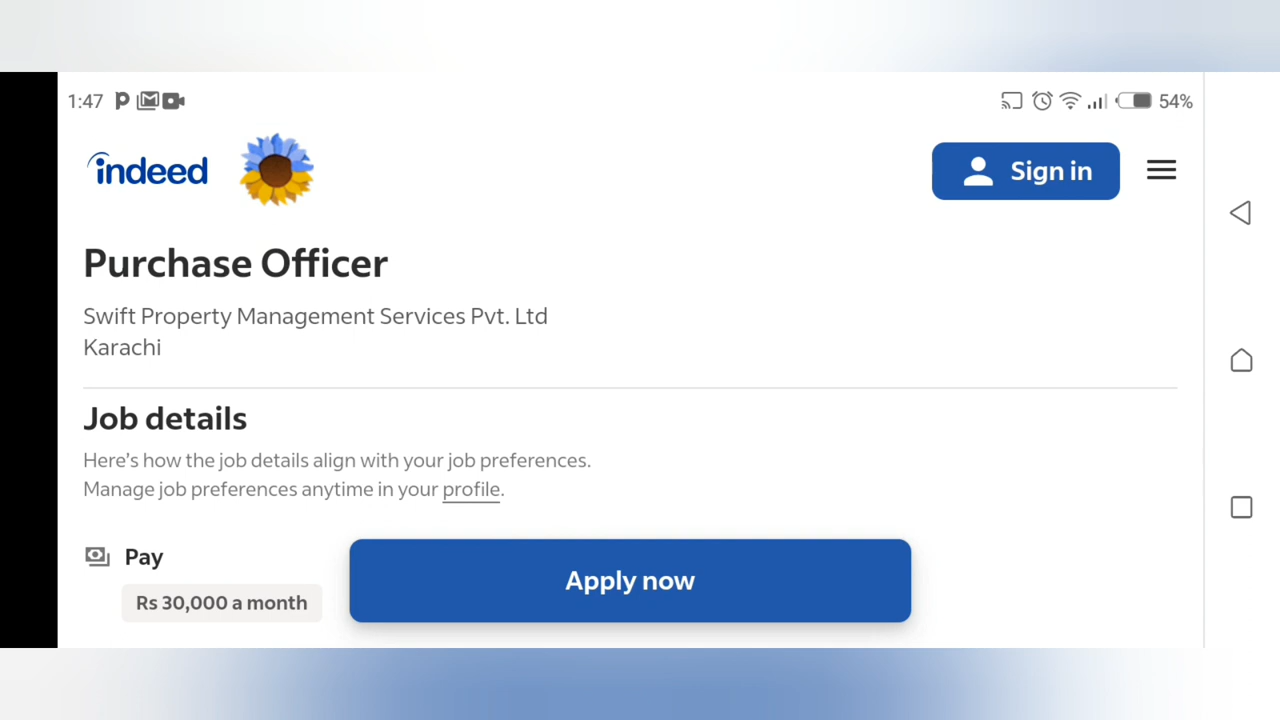 1:47
54%
indeed
Sign in
Purchase Officer
Swift Property Management Services Pvt. Ltd
Karachi
Job details
Here's how the job details align with your job preferences.
Manage job preferences anytime in your profile.
Pay
Rs 30,000 a month
Apply now